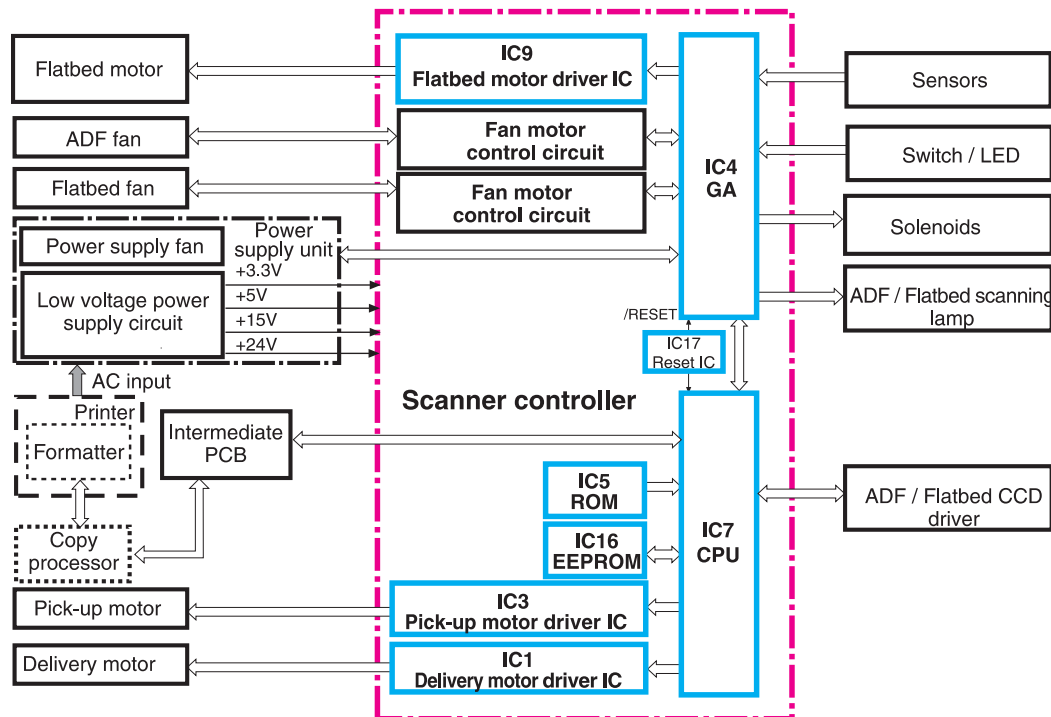 Flatbed motor
IC9
Flatbed motor driver IC
Sensors
ADF fan
Fan motor
control circuit
IC4
GA
Switch / LED
Flatbed fan
Fan motor
control circuit
Solenoids
Power supply fan
Power
supply unit
Low voltage power
supply circuit
+3.3V
+5V
+15V
+24V
ADF / Flatbed scanning
lamp
/RESET
IC17
Reset IC
AC input
Printer
Formatter
Intermediate
PCB
Scanner controller
IC5
ROM
IC7
CPU
ADF / Flatbed CCD
driver
IC16
EEPROM
Copy
processor
Pick-up motor
IC3
Pick-up motor driver IC
Delivery motor
IC1
Delivery motor driver IC